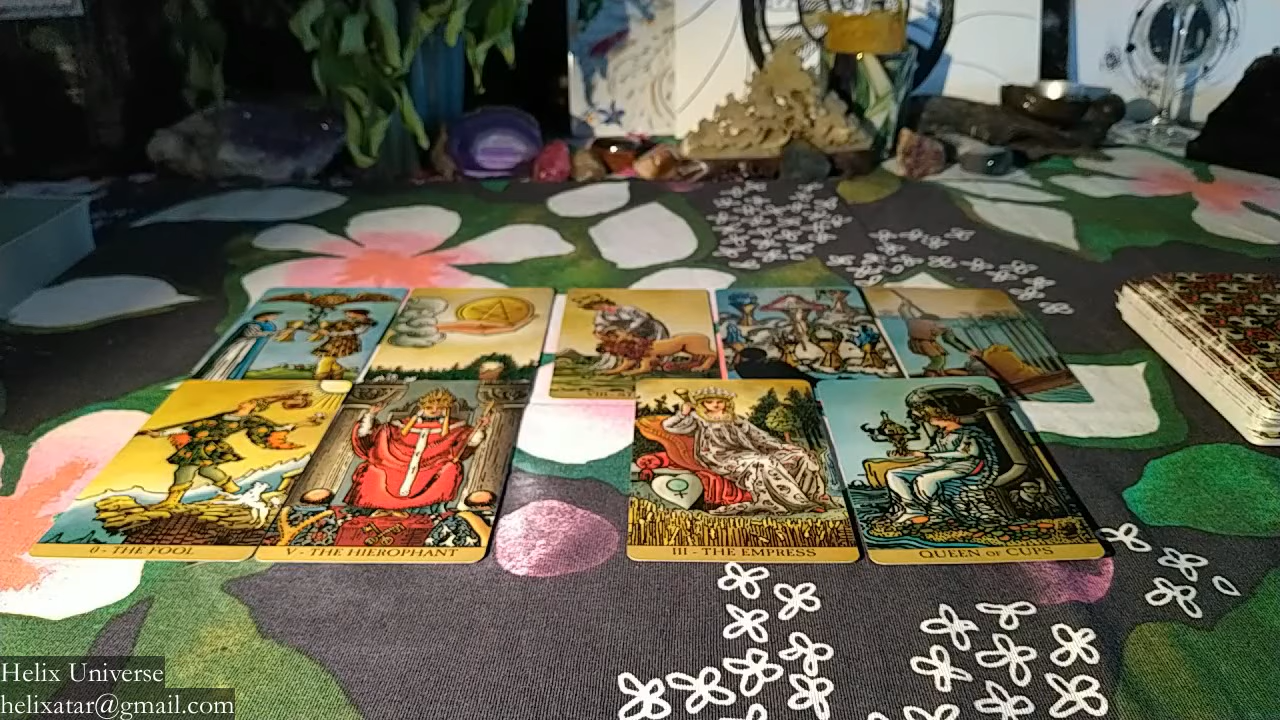 0 - THE FOOL
V - THE HIEROPHANT
III - THE EMPRESS
QUEEN OF CUPS
Helix Universe
helixatar@gmail.com